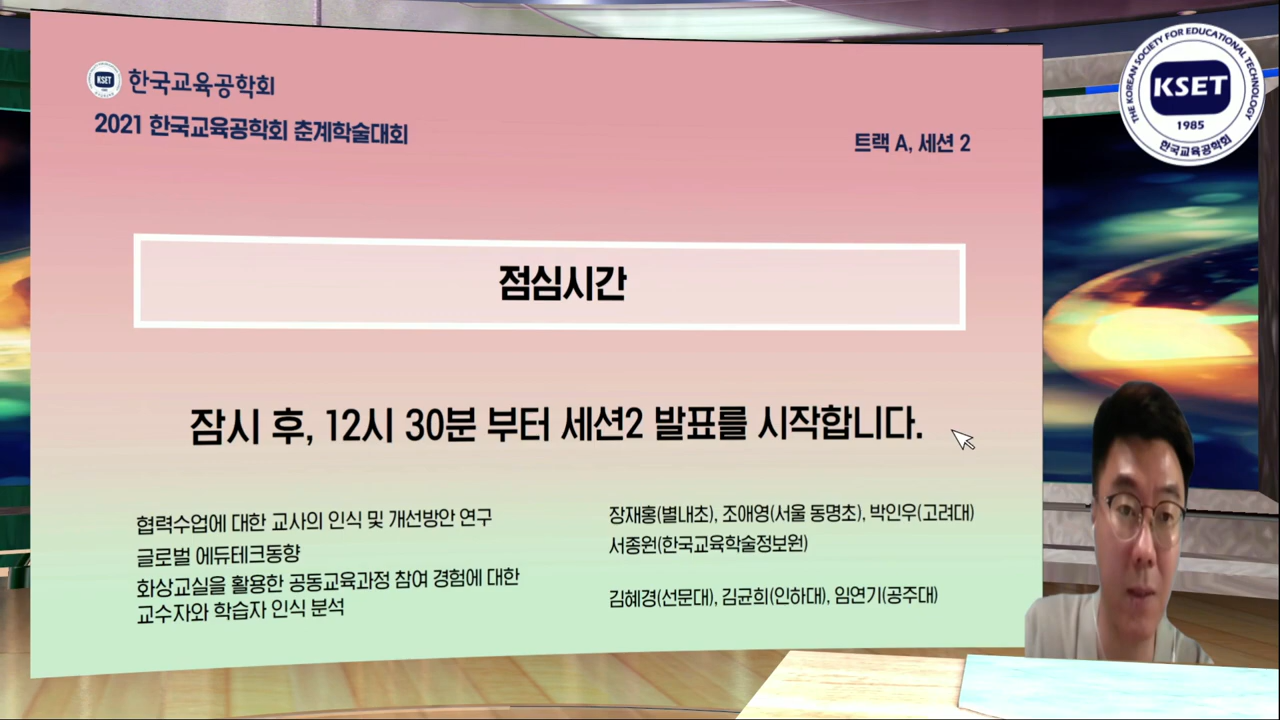 KSET 한국교육공학회
2021 한국교육공학회 춘계학술대회
트랙 A, 세션 2
THE KOREAN SOCIETY FOR EDUCATIONAL TECHNOLOGY
KSET
1985
한국교육공학회
점심시간
잠시 후, 12시 30분 부터 세션2 발표를 시작합니다.
협력수업에 대한 교사의 인식 및 개선방안 연구
장재홍(별내초), 조애영(서울 동명초), 박인우(고려대)
글로벌 에듀테크동향
서종원(한국교육학술정보원)
화상교실을 활용한 공동교육과정 참여 경험에 대한
교수자와 학습자 인식 분석
김혜경(선문대), 김균희(인하대), 임연기(공주대)